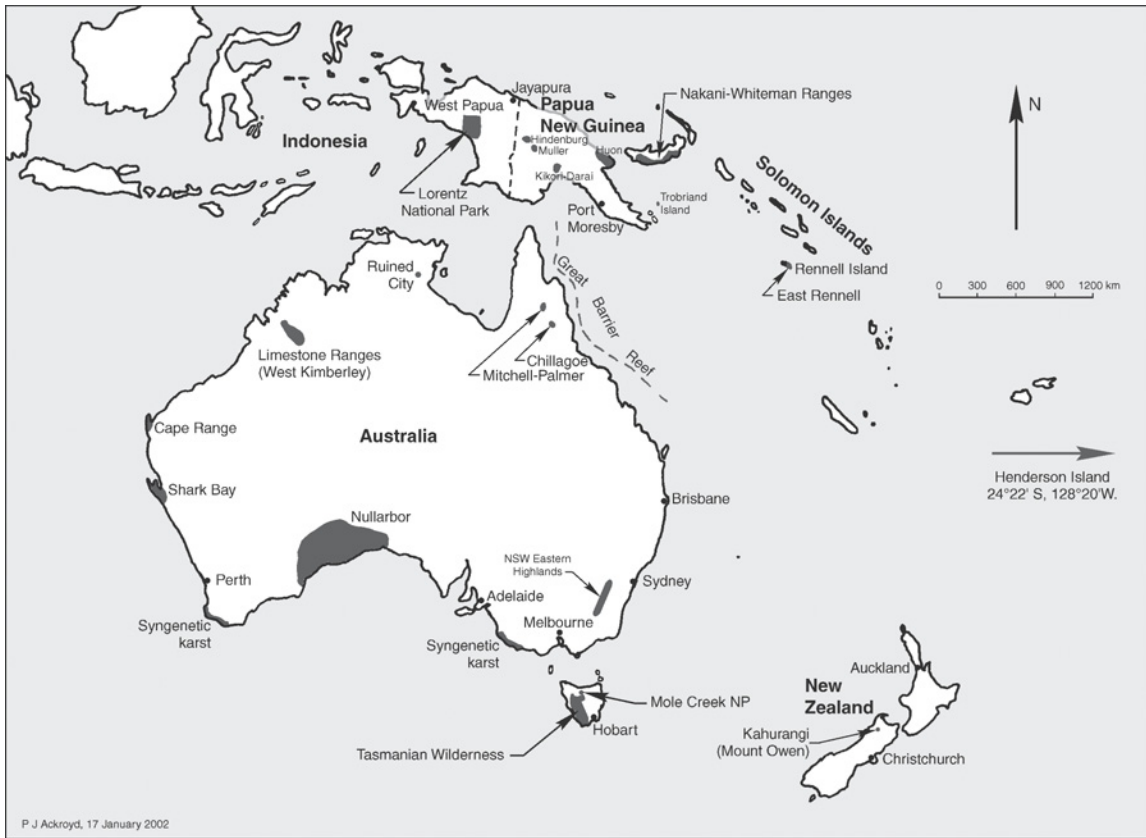 Jayapura
West Papua
Papua
New Guinea
Nakani-Whiteman Ranges
Indonesia
Hindenburg
Muller
Huon
Kikori-Darai
Lorentz
National Park
Port
Moresby
Trobriand
Island
Solomon Islands
N
Rennell Island
East Rennell
0 300 600 900 1200 km
Ruined
City
Great
Barrier
Reef
Limestone Ranges
(West Kimberley)
Chillagoe
Mitchell-Palmer
Cape Range
Australia
Shark Bay
Henderson Island
24°22' S, 128°20'W.
Brisbane
Nullarbor
NSW Eastern
Highlands
Perth
Sydney
Adelaide
Syngenetic
karst
Melbourne
Syngenetic
karst
Mole Creek NP
Hobart
Tasmanian Wilderness
Auckland
New
Zealand
Kahurangi
(Mount Owen)
Christchurch
P J Ackroyd, 17 January 2002